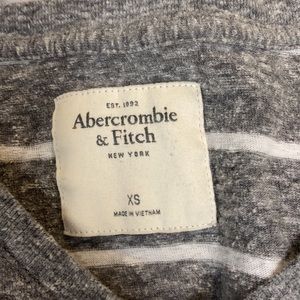 EST. 1892
Abercrombie
& Fitch
NEW YORK
XS
MADE IN VIETNAM